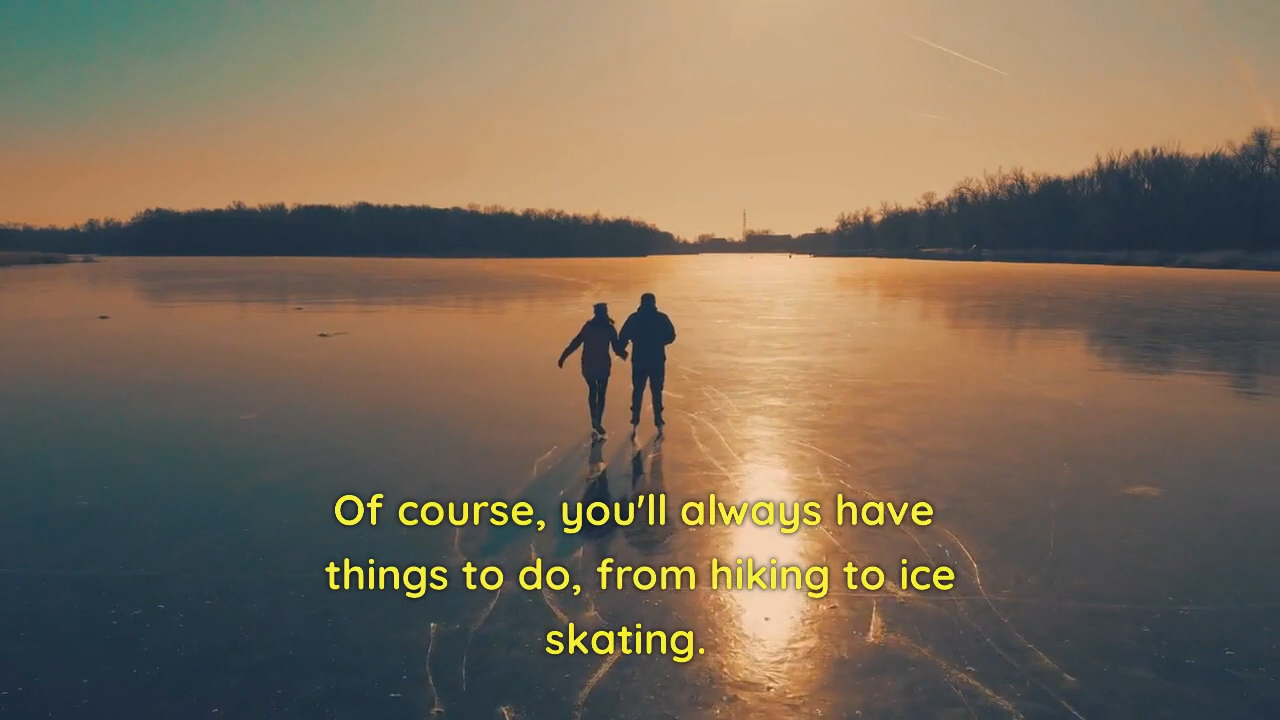 Of course, you'll always have
things to do, from hiking to ice
skating.